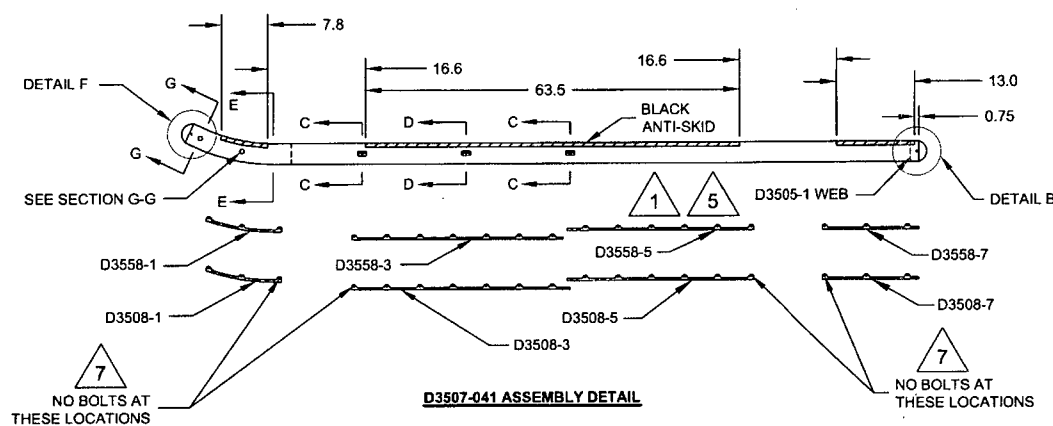 7.8
16.6
16.6
63.5
13.0
0.75
DETAIL F
G
E
C
D
C
BLACK
ANTI-SKID
G
SEE SECTION G-G
E
C
D
C
D3505-1 WEB
DETAIL B
1
5
D3558-1
D3558-3
D3558-5
D3558-7
D3508-1
D3508-3
D3508-5
D3508-7
7
NO BOLTS AT
THESE LOCATIONS
D3507-041 ASSEMBLY DETAIL
7
NO BOLTS AT
THESE LOCATIONS